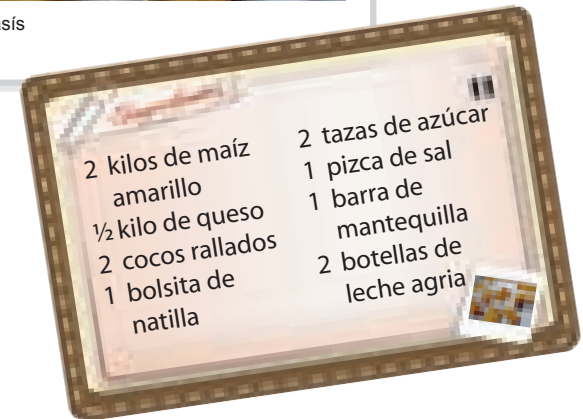 asís
2 kilos de maíz
amarillo
½ kilo de queso
2 cocos rallados
1 bolsita de
natilla
2 tazas de azúcar
1 pizca de sal
1 barra de
mantequilla
2 botellas de
leche agria